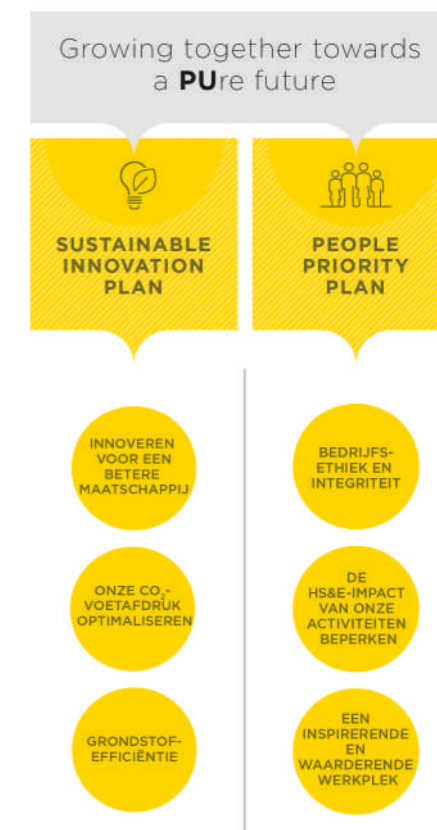 Growing together towards
a PUre future
SUSTAINABLE
INNOVATION
PLAN
INNOVEREN
VOOR EEN
BETERE
MAATSCHAPPIJ
ONZE CO₂-
VOETAFDRUK
OPTIMALISEREN
GRONDSTOF-
EFFICIËNTIE
PEOPLE
PRIORITY
PLAN
BEDRIJFS-
ETHIEK EN
INTEGRITEIT
DE
HS&E-IMPACT
VAN ONZE
ACTIVITEITEN
BEPERKEN
EEN
INSPIRERENDE
EN
WAARDERENDE
WERKPLEK